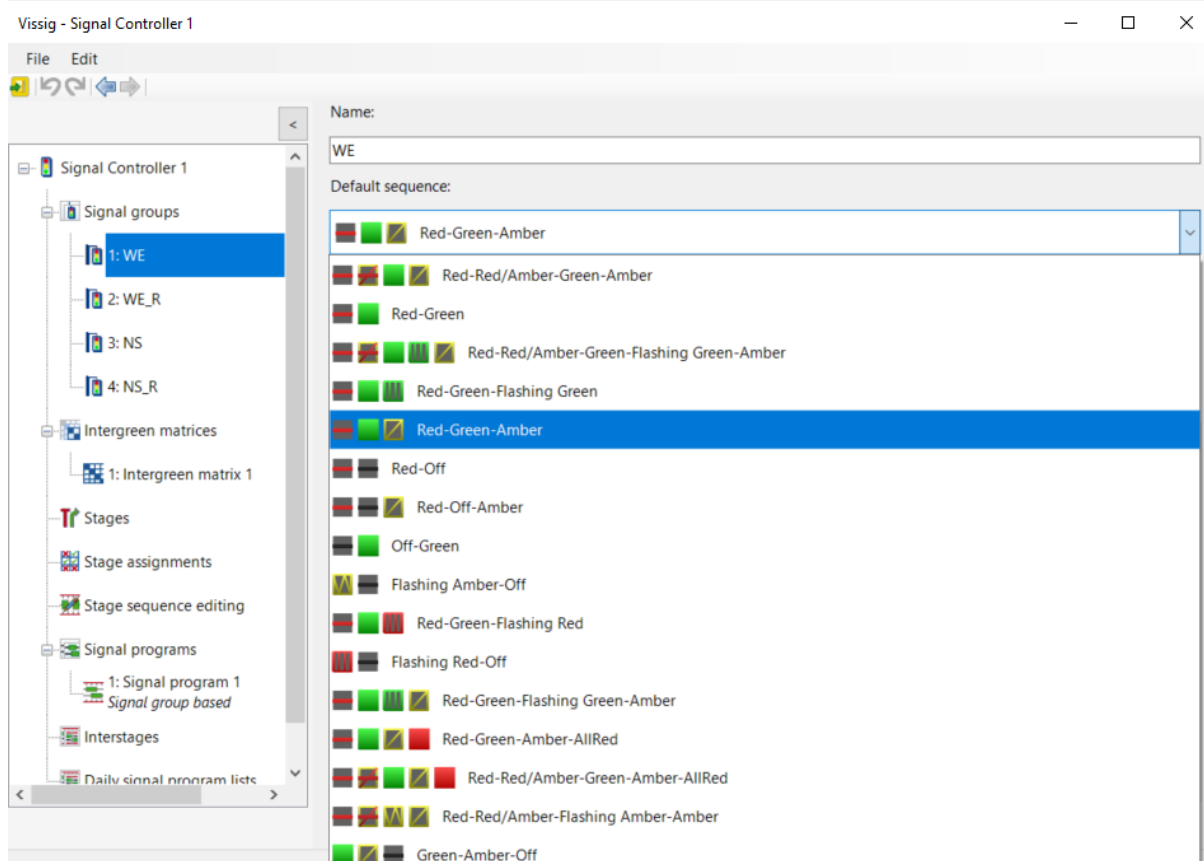 Vissig - Signal Controller 1
File Edit
<
Signal Controller 1
Signal groups
1: WE
2: WE_R
3: NS
4: NS_R
Intergreen matrices
1: Intergreen matrix 1
Stages
Stage assignments
Stage sequence editing
Signal programs
1: Signal program 1
Signal group based
Interstages
Daily signal program lists
Name:
WE
Default sequence:
Red-Green-Amber
Red-Red/Amber-Green-Amber
Red-Green
Red-Red/Amber-Green-Flashing Green-Amber
Red-Green-Flashing Green
Red-Green-Amber
Red-Off
Red-Off-Amber
Off-Green
Flashing Amber-Off
Red-Green-Flashing Red
Flashing Red-Off
Red-Green-Flashing Green-Amber
Red-Green-Amber-AllRed
Red-Red/Amber-Green-Amber-AllRed
Red-Red/Amber-Flashing Amber-Amber
Green-Amber-Off